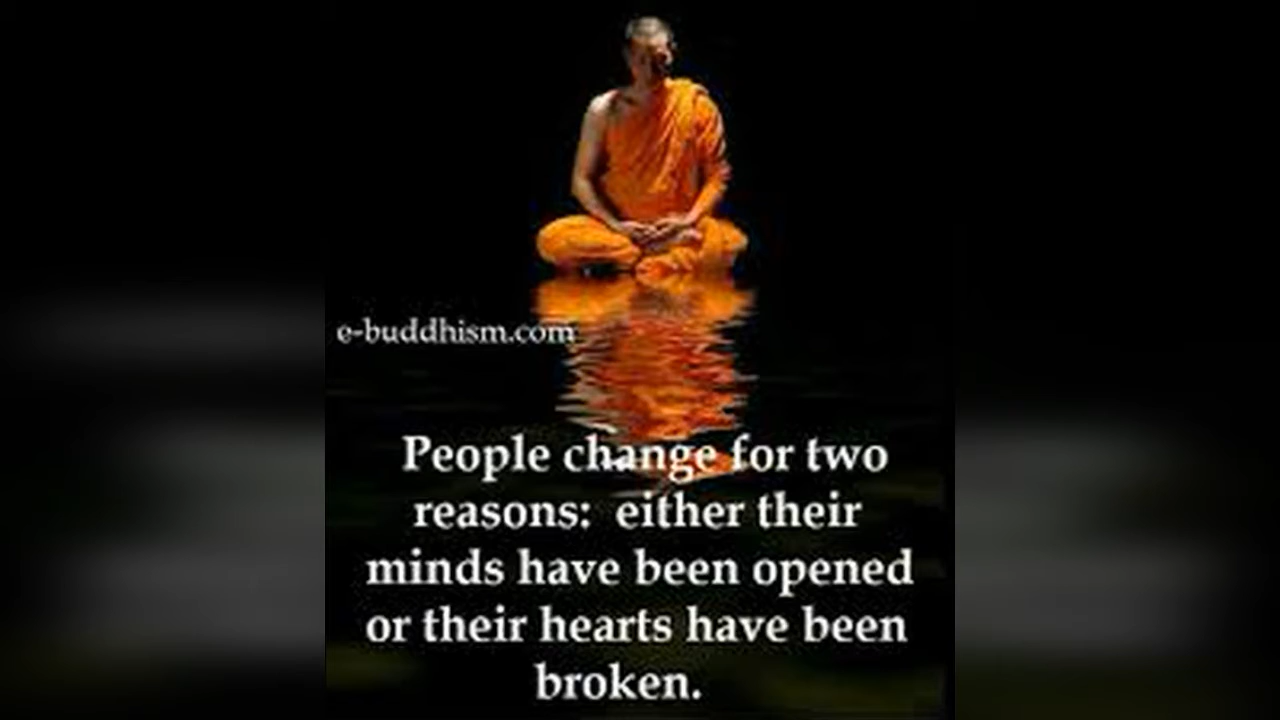 e-buddhism.com
People change for two
reasons: either their
minds have been opened
or their hearts have been
broken.